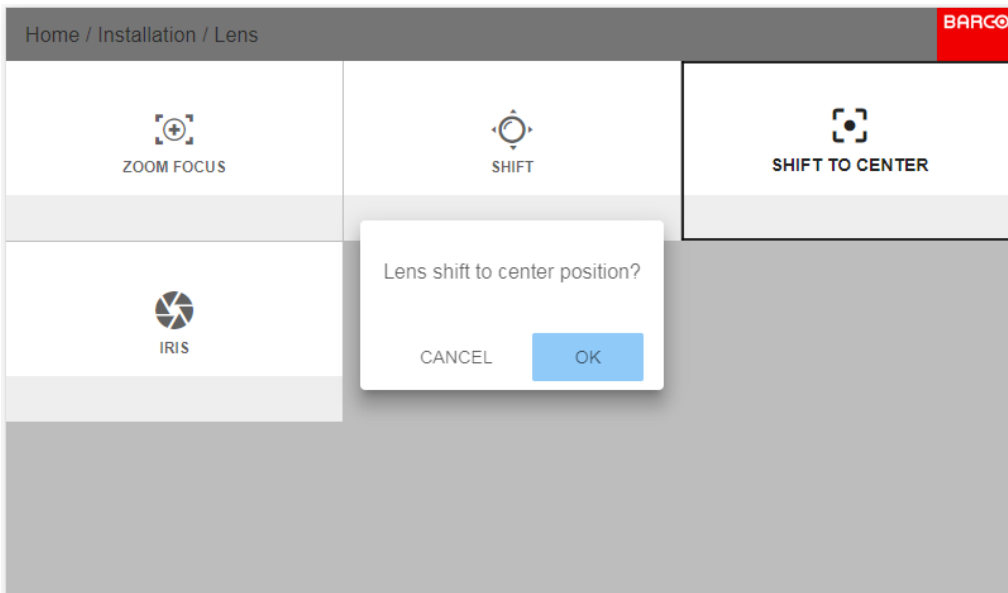 Home / Installation / Lens
BARCO
ZOOM FOCUS
SHIFT
SHIFT TO CENTER
Lens shift to center position?
CANCEL
OK
IRIS